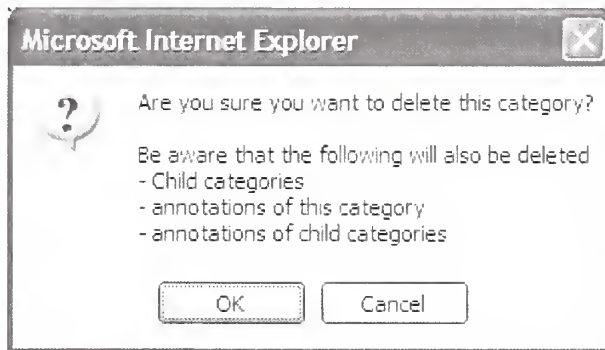 Microsoft Internet Explorer
Are you sure you want to delete this category?
Be aware that the following will also be deleted
- Child categories
- annotations of this category
- annotations of child categories
OK
Cancel